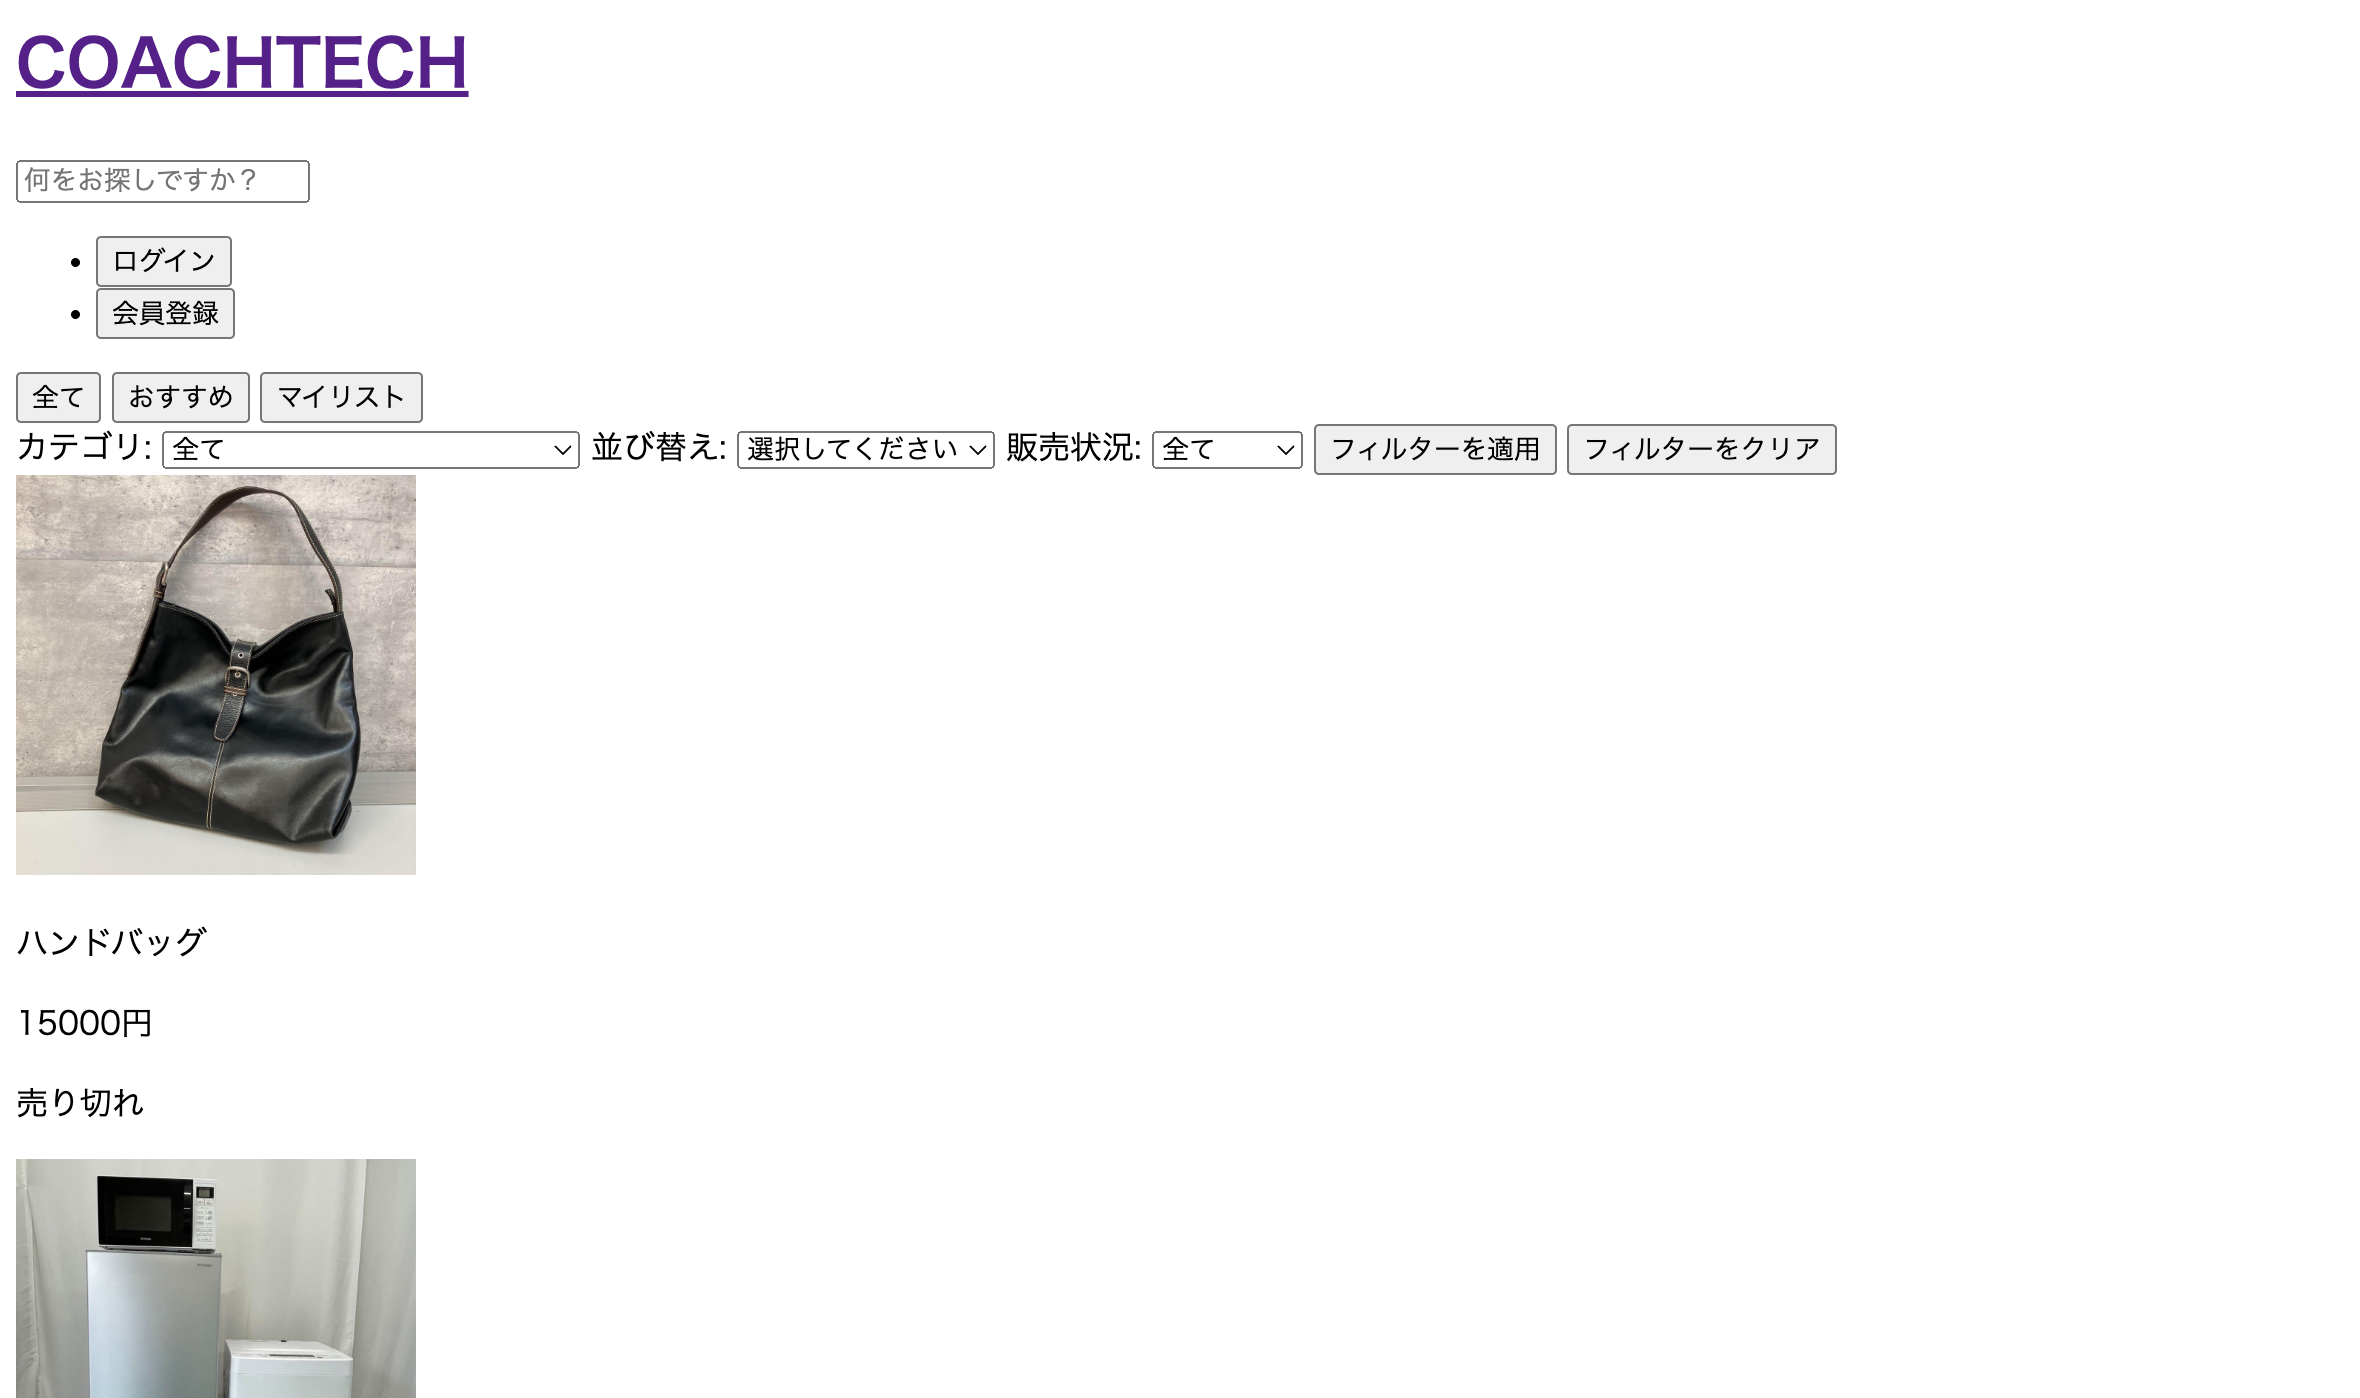 COACHTECH
何をお探しですか？
ログイン
会員登録
全て おすすめ マイリスト
カテゴリ: 全て 並び替え: 選択してください 販売状況: 全て フィルターを適用 フィルターをクリア
ハンドバッグ
15000円
売り切れ